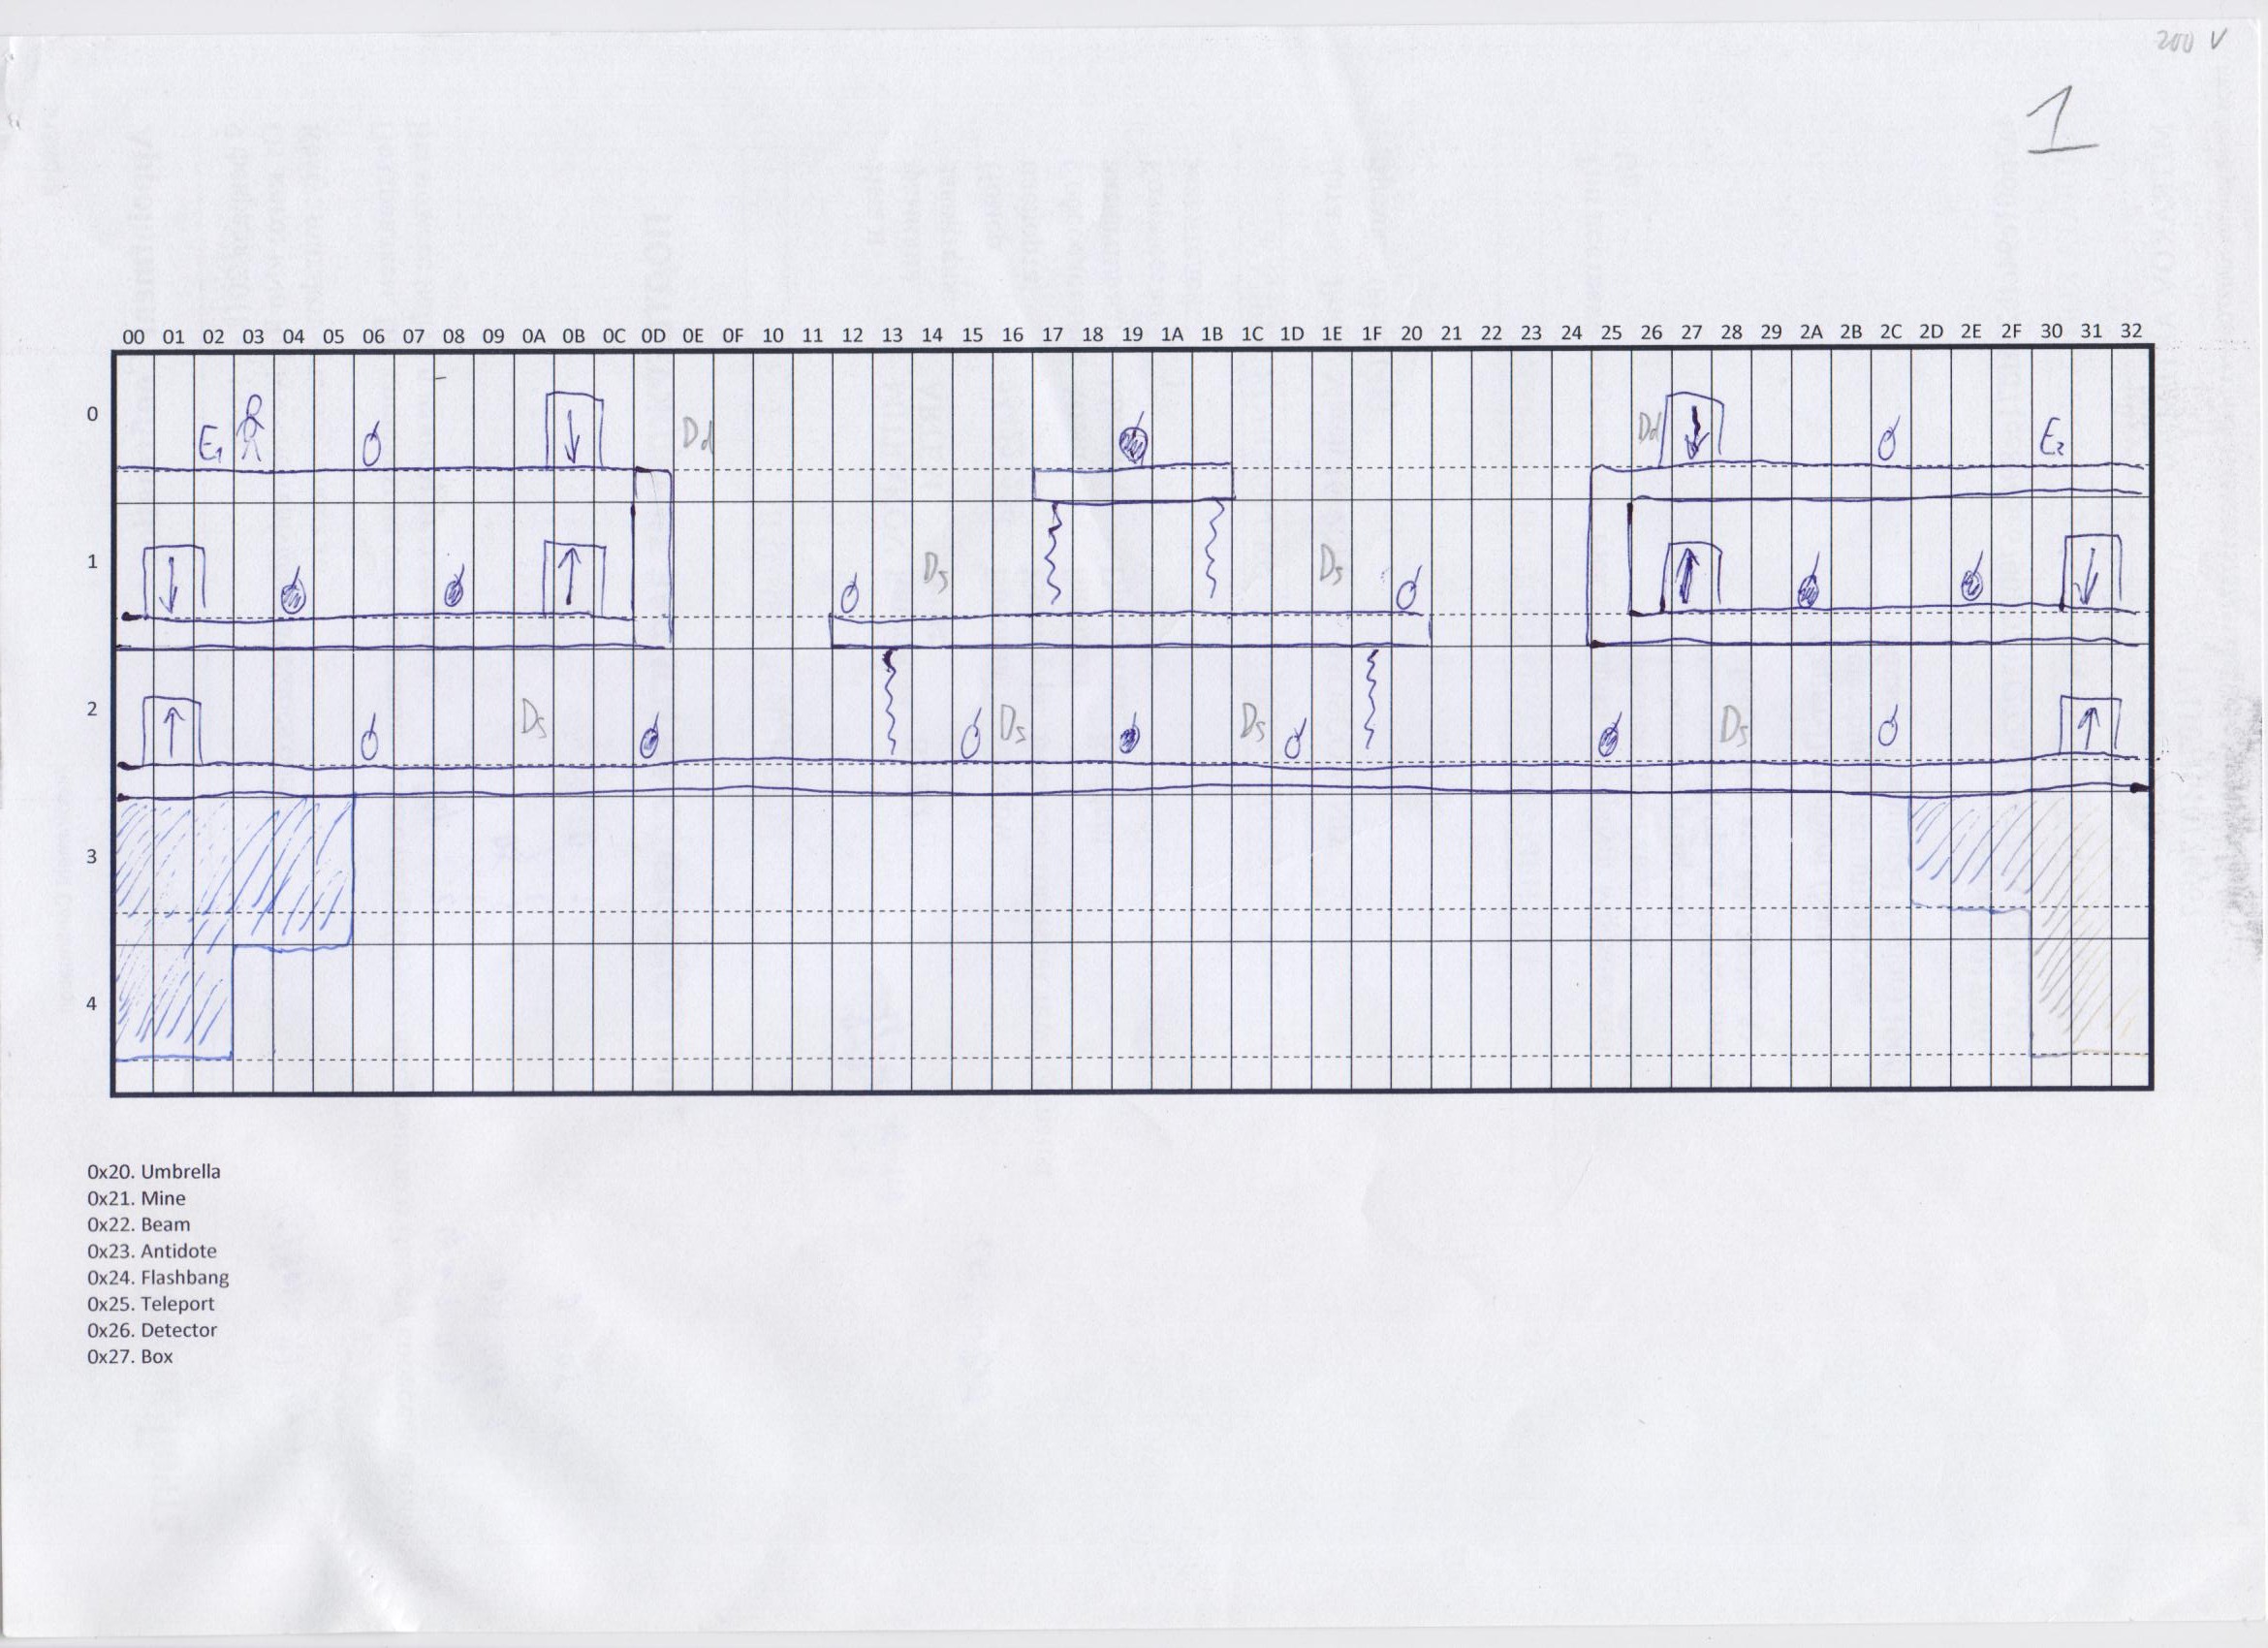 200 V
1
00 01 02 03 04 05 06 07 08 09 0A 0B 0C 0D 0E 0F 10 11 12 13 14 15 16 17 18 19 1A 1B 1C 1D 1E 1F 20 21 22 23 24 25 26 27 28 29 2A 2B 2C 2D 2E 2F 30 31 32
0 E1 Dd Dd E2
1 Ds Ds
2 Ds Ds Ds Ds
3
4
0x20. Umbrella
0x21. Mine
0x22. Beam
0x23. Antidote
0x24. Flashbang
0x25. Teleport
0x26. Detector
0x27. Box